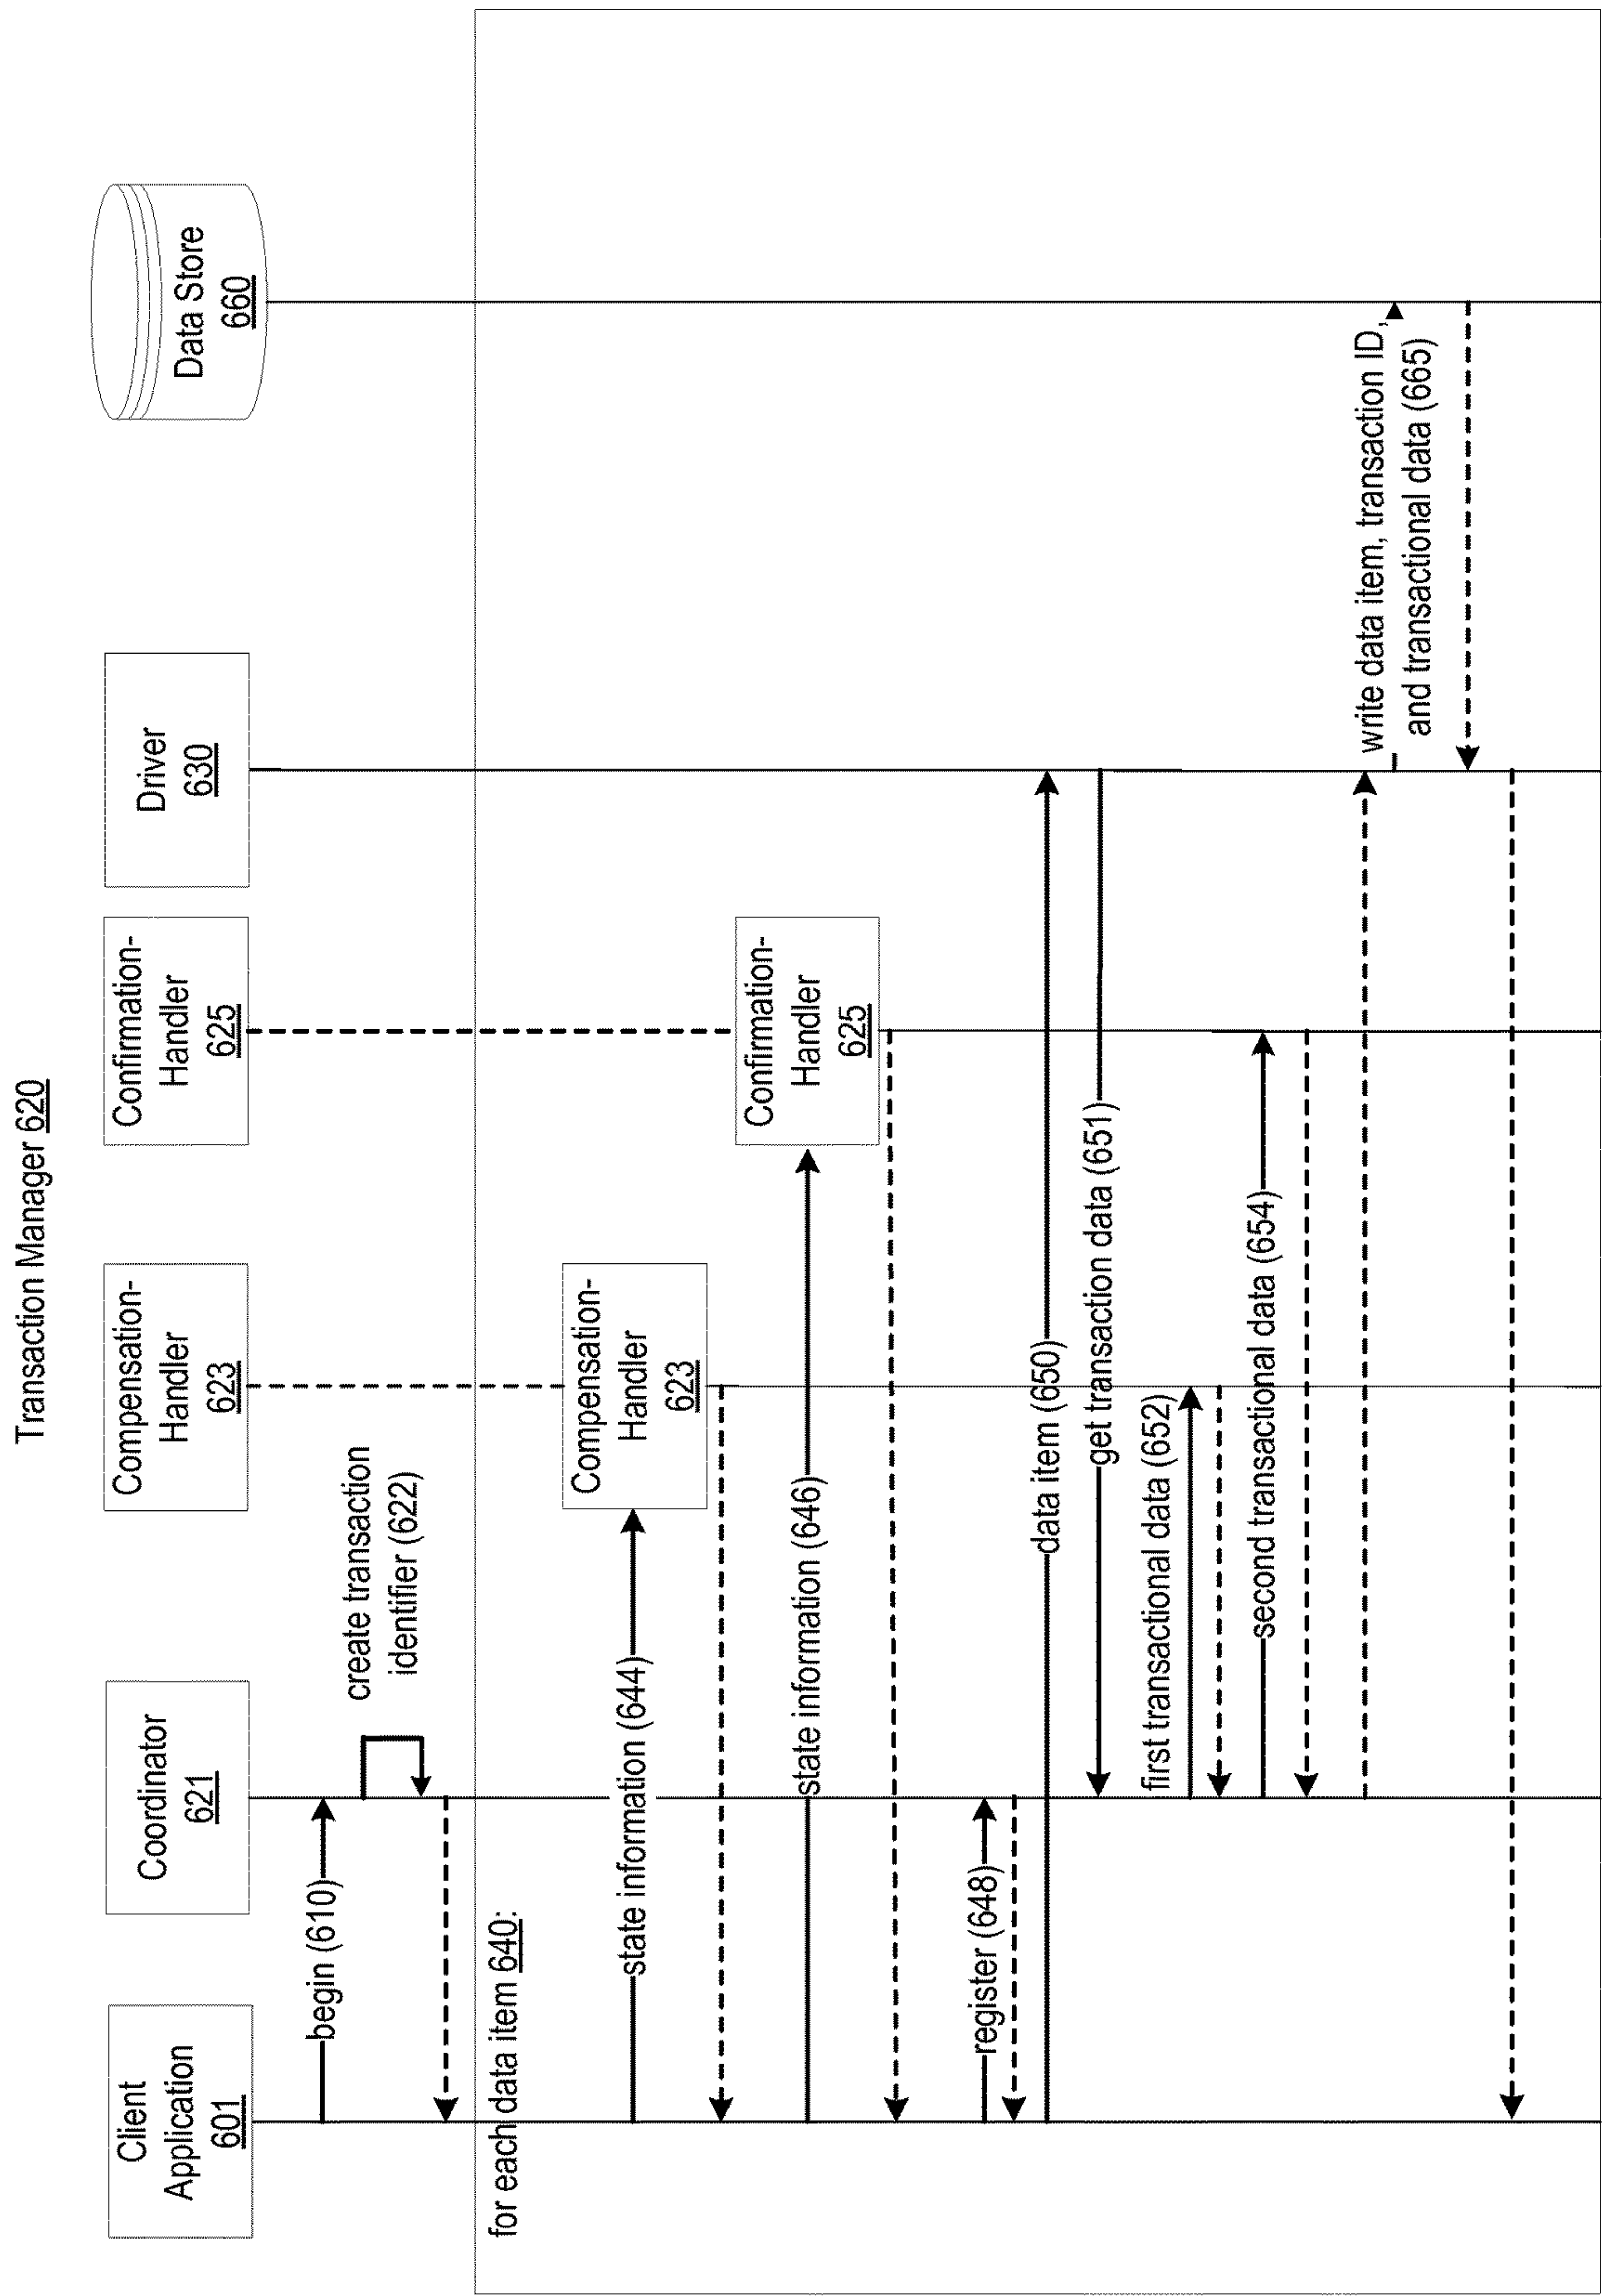 Transaction Manager 620
Client
Application
601
Coordinator
621
Compensation-
Handler
623
Confirmation-
Handler
625
Driver
630
Data Store
660
begin (610)
create transaction
identifier (622)
for each data item 640:
state information (644)
Compensation-
Handler
623
state information (646)
Confirmation-
Handler
625
register (648)
data item (650)
get transaction data (651)
first transactional data (652)
second transactional data (654)
write data item, transaction ID,
and transactional data (665)